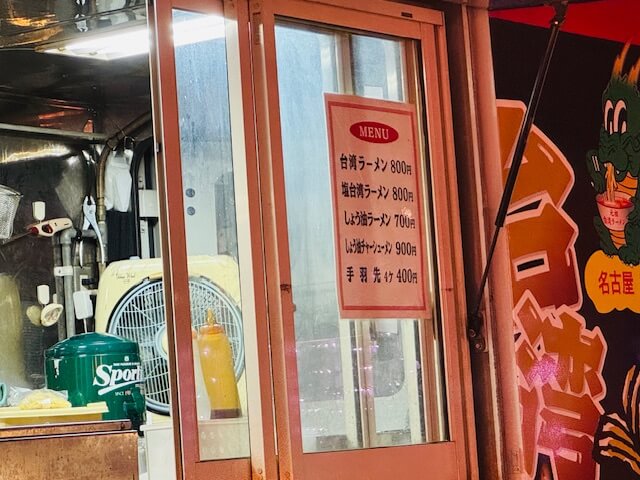 MENU
台湾ラーメン 800円
塩台湾ラーメン 800円
しょう油ラーメン 700円
しょう油チャーシューメン 900円
手羽先 4ケ 400円
Sport
名古屋
台湾